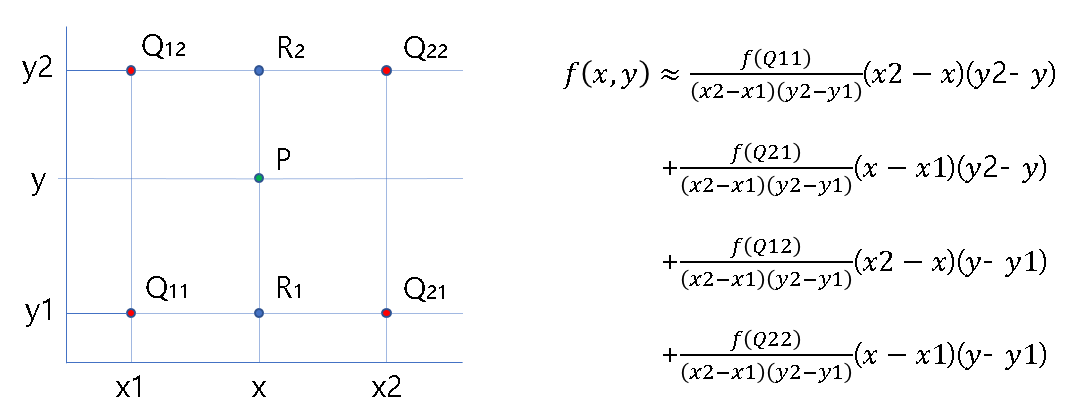 Q12 R2 Q22
y2
P
y
Q11 R1 Q21
y1
x1 x x2
f(x, y) ≈ f(Q11)/(x2−x1)(y2−y1) (x2 − x)(y2- y)
+ f(Q21)/(x2−x1)(y2−y1) (x − x1)(y2- y)
+ f(Q12)/(x2−x1)(y2−y1) (x2 − x)(y- y1)
+ f(Q22)/(x2−x1)(y2−y1) (x − x1)(y- y1)